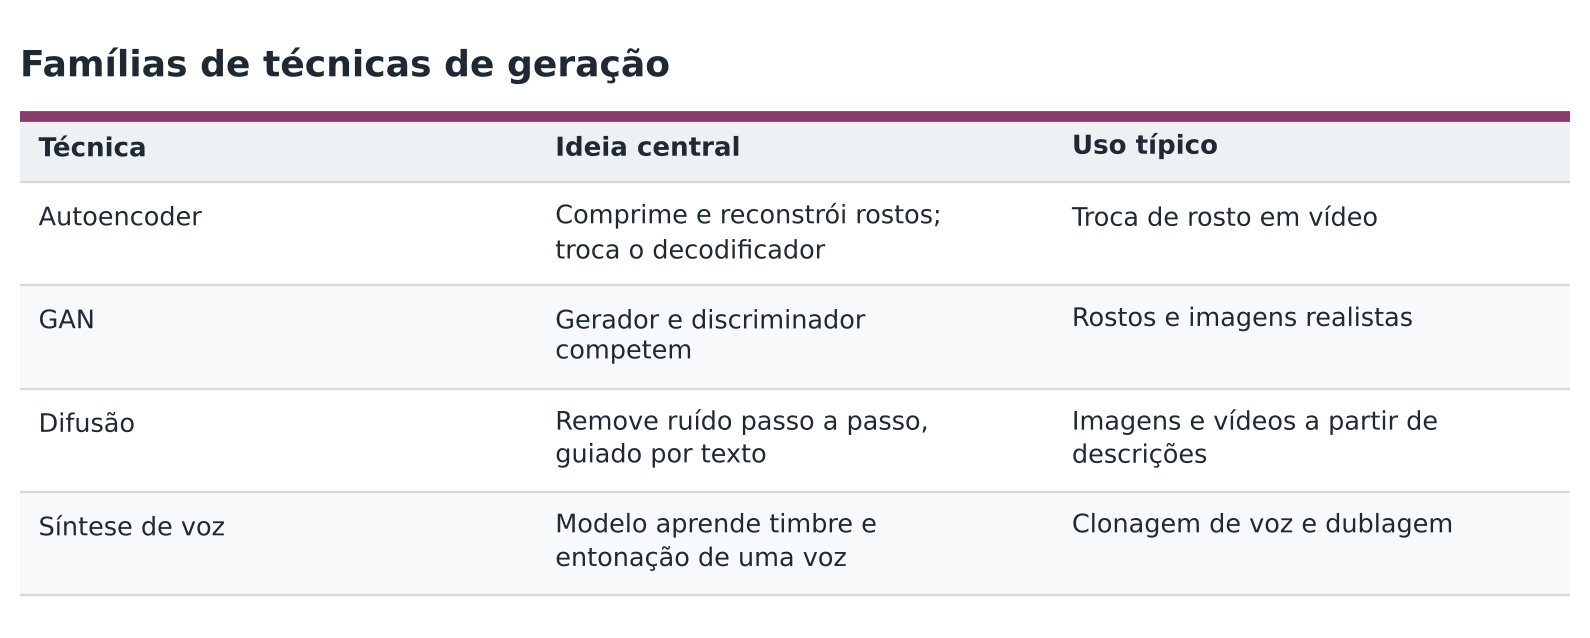 Famílias de técnicas de geração
Técnica
Ideia central
Uso típico
Autoencoder
Comprime e reconstrói rostos;
troca o decodificador
Troca de rosto em vídeo
GAN
Gerador e discriminador
competem
Rostos e imagens realistas
Difusão
Remove ruído passo a passo,
guiado por texto
Imagens e vídeos a partir de
descrições
Síntese de voz
Modelo aprende timbre e
entonação de uma voz
Clonagem de voz e dublagem